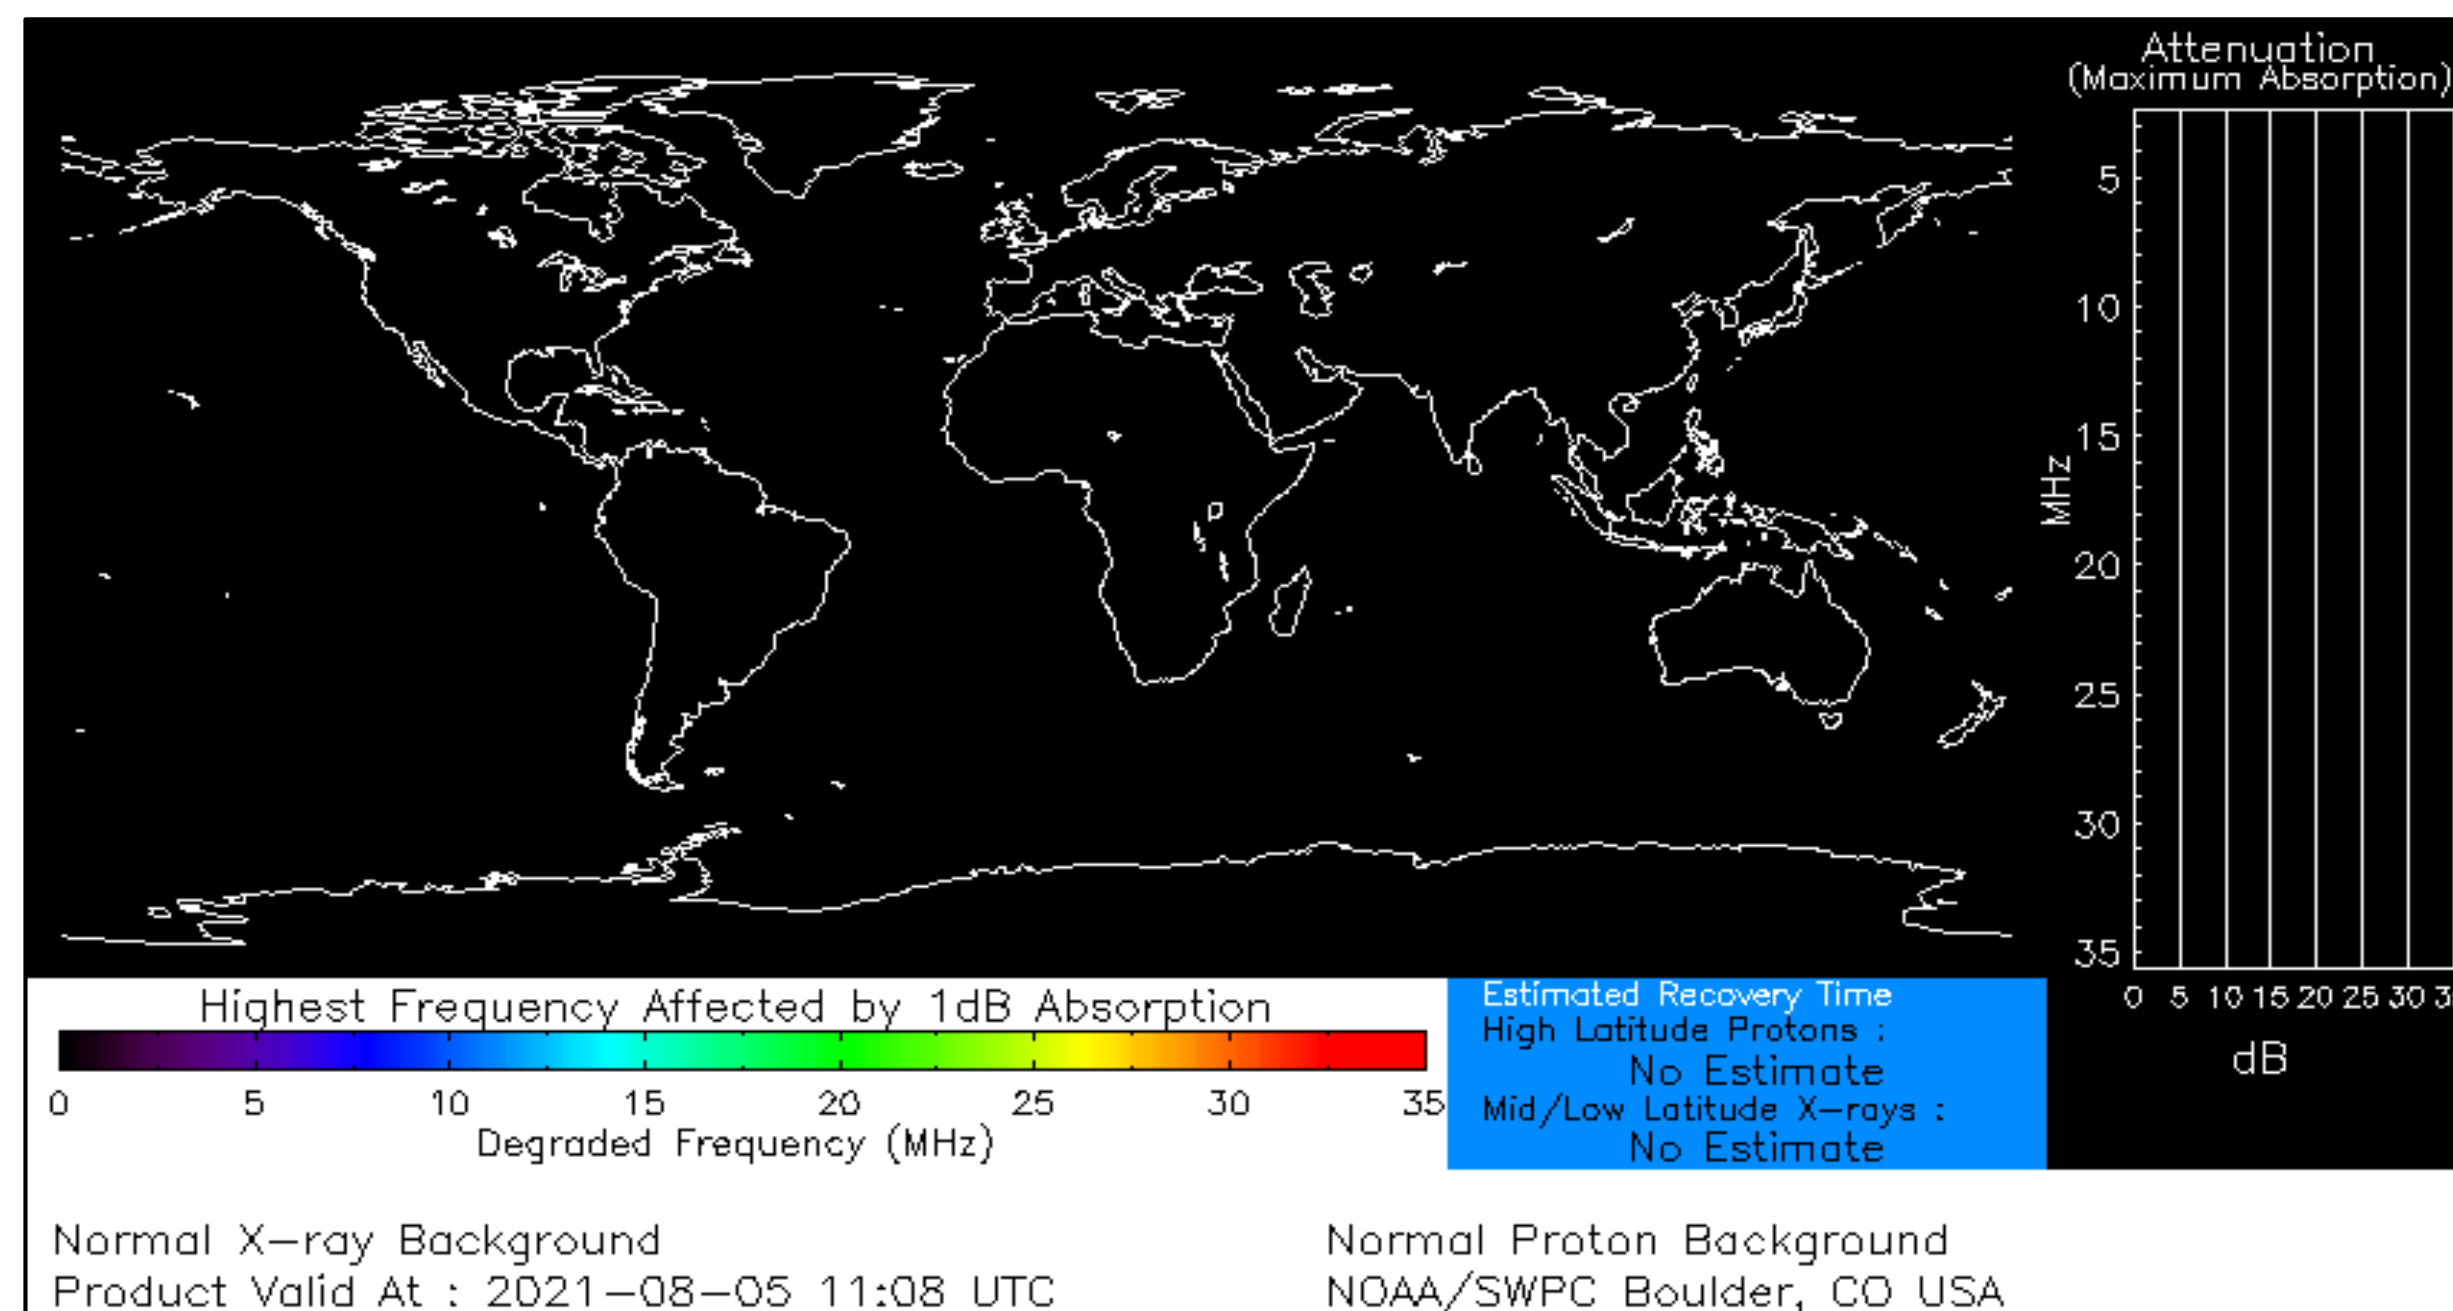 Attenuation
(Maximum Absorption)
5
10
15
20
25
30
35
MHz
0 5 10 15 20 25 30
dB
Highest Frequency Affected by 1dB Absorption
0 5 10 15 20 25 30 35
Degraded Frequency (MHz)
Estimated Recovery Time
High Latitude Protons :
No Estimate
Mid/Low Latitude X-rays :
No Estimate
Normal X-ray Background
Normal Proton Background
Product Valid At : 2021-08-05 11:08 UTC
NOAA/SWPC Boulder, CO USA